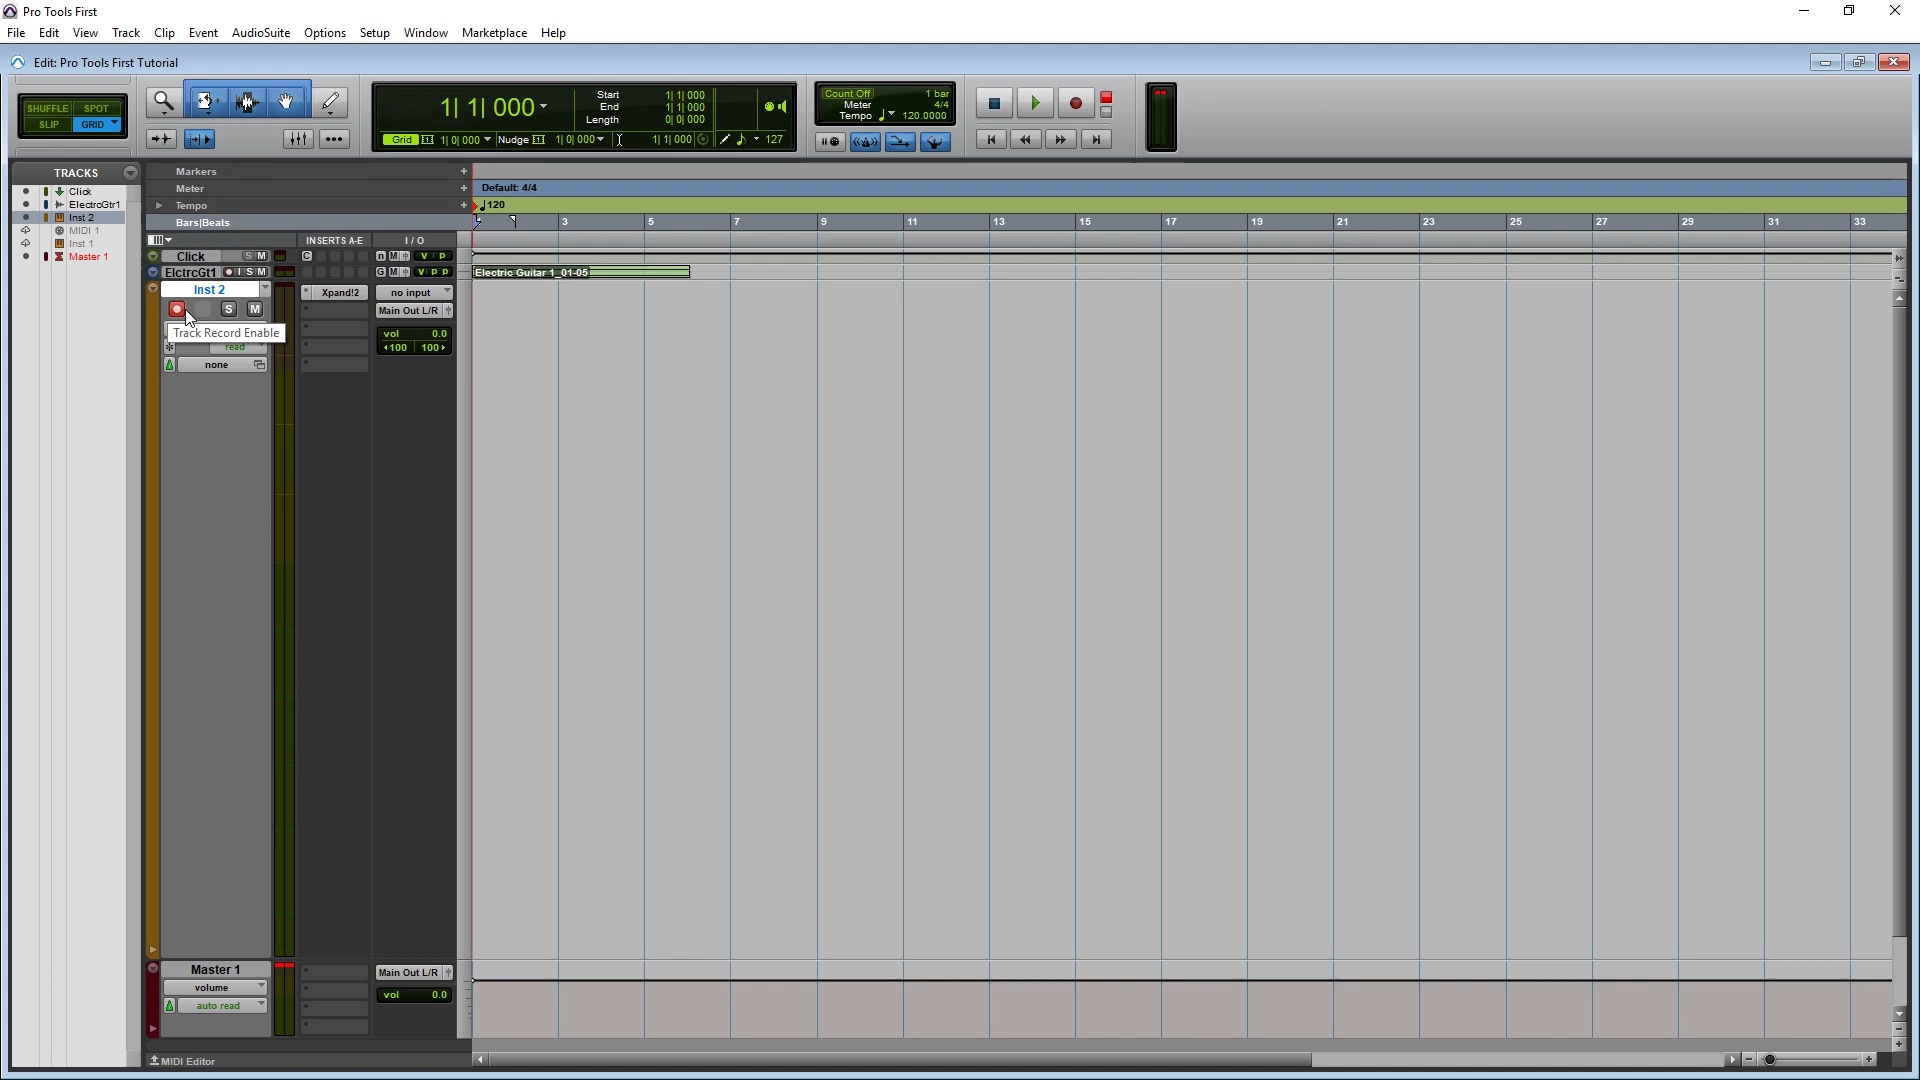 Pro Tools First
File Edit View Track Clip Event AudioSuite Options Setup Window Marketplace Help
Edit: Pro Tools First Tutorial
SHUFFLE SPOT
SLIP GRID
1| 1| 000
Start 1| 1| 000
End 1| 1| 000
Length 0| 0| 000
Grid 1| 0| 000 Nudge 1| 0| 000 1| 1| 000 127
Count Off 1 bar
Meter 4/4
Tempo 120.0000
TRACKS
Click
ElectrcGtr1
Inst 2
MIDI 1
Inst 1
Master 1
Markers
Meter
Default: 4/4
Tempo
120
Bars|Beats
3 5 7 9 11 13 15 17 19 21 23 25 27 29 31 33
INSERTS A-E I / O
Click S M C n M V P
ElctrcGt1 I S M G M V P P
Electric Guitar 1_01-05
Inst 2
Xpand!2
no input
S M
Main Out L/R
Track Record Enable
vol 0.0
read
100 100
none
Master 1
Main Out L/R
volume
vol 0.0
auto read
MIDI Editor